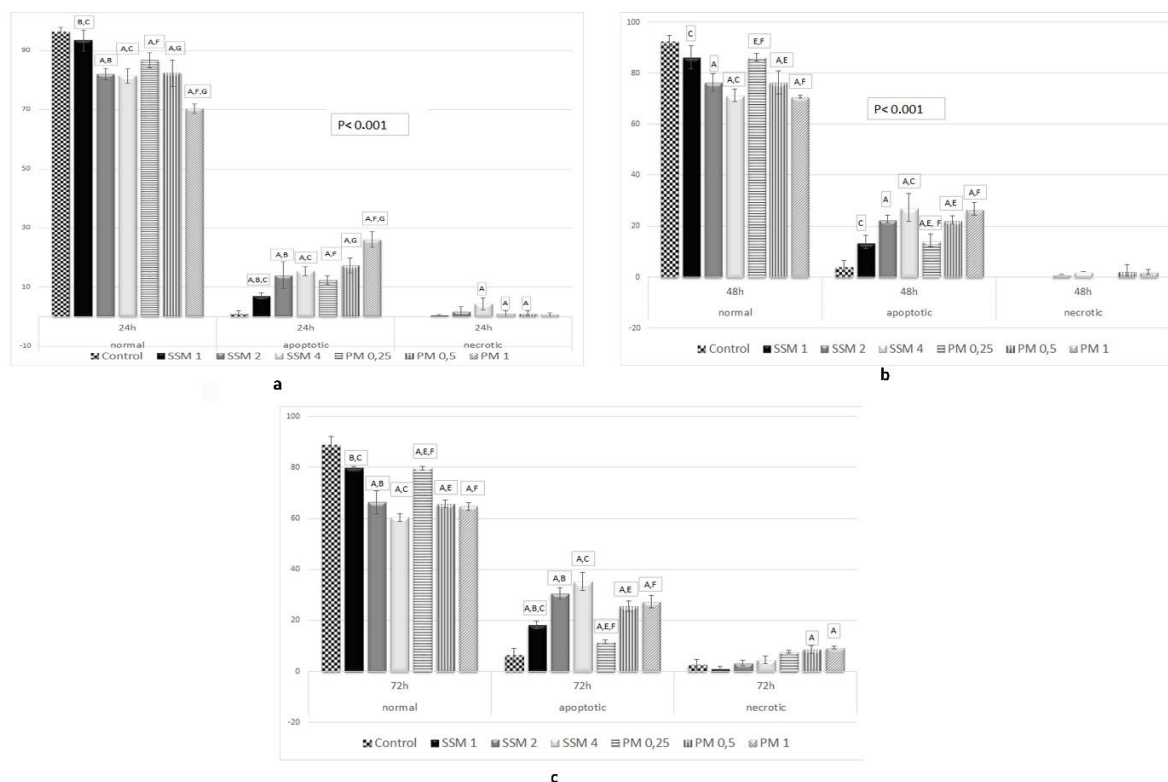 90
70
50
30
10
-10
B,C
A,B
A,C
A,F
A,G
A,F,G
P< 0.001
A,B,C
A,B
A,C
A,F
A,G
A,F,G
A
A
A
24h
24h
24h
normal
apoptotic
necrotic
Control SSM 1 SSM 2 SSM 4 PM 0,25 PM 0,5 PM 1
a
100
80
60
40
20
0
-20
C
A
A,C
E,F
A,E
A,F
P< 0.001
C
A
A,C
A,E, F
A,E
A,F
48h
48h
48h
normal
apoptotic
necrotic
Control SSM 1 SSM 2 SSM 4 PM 0,25 PM 0,5 PM 1
b
100
80
60
40
20
0
-20
B,C
A,B
A,C
A,E,F
A,E
A,F
A,B,C
A,B
A,C
A,E,F
A,E
A,F
A
A
72h
72h
72h
normal
apoptotic
necrotic
Control SSM 1 SSM 2 SSM 4 PM 0,25 PM 0,5 PM 1
c